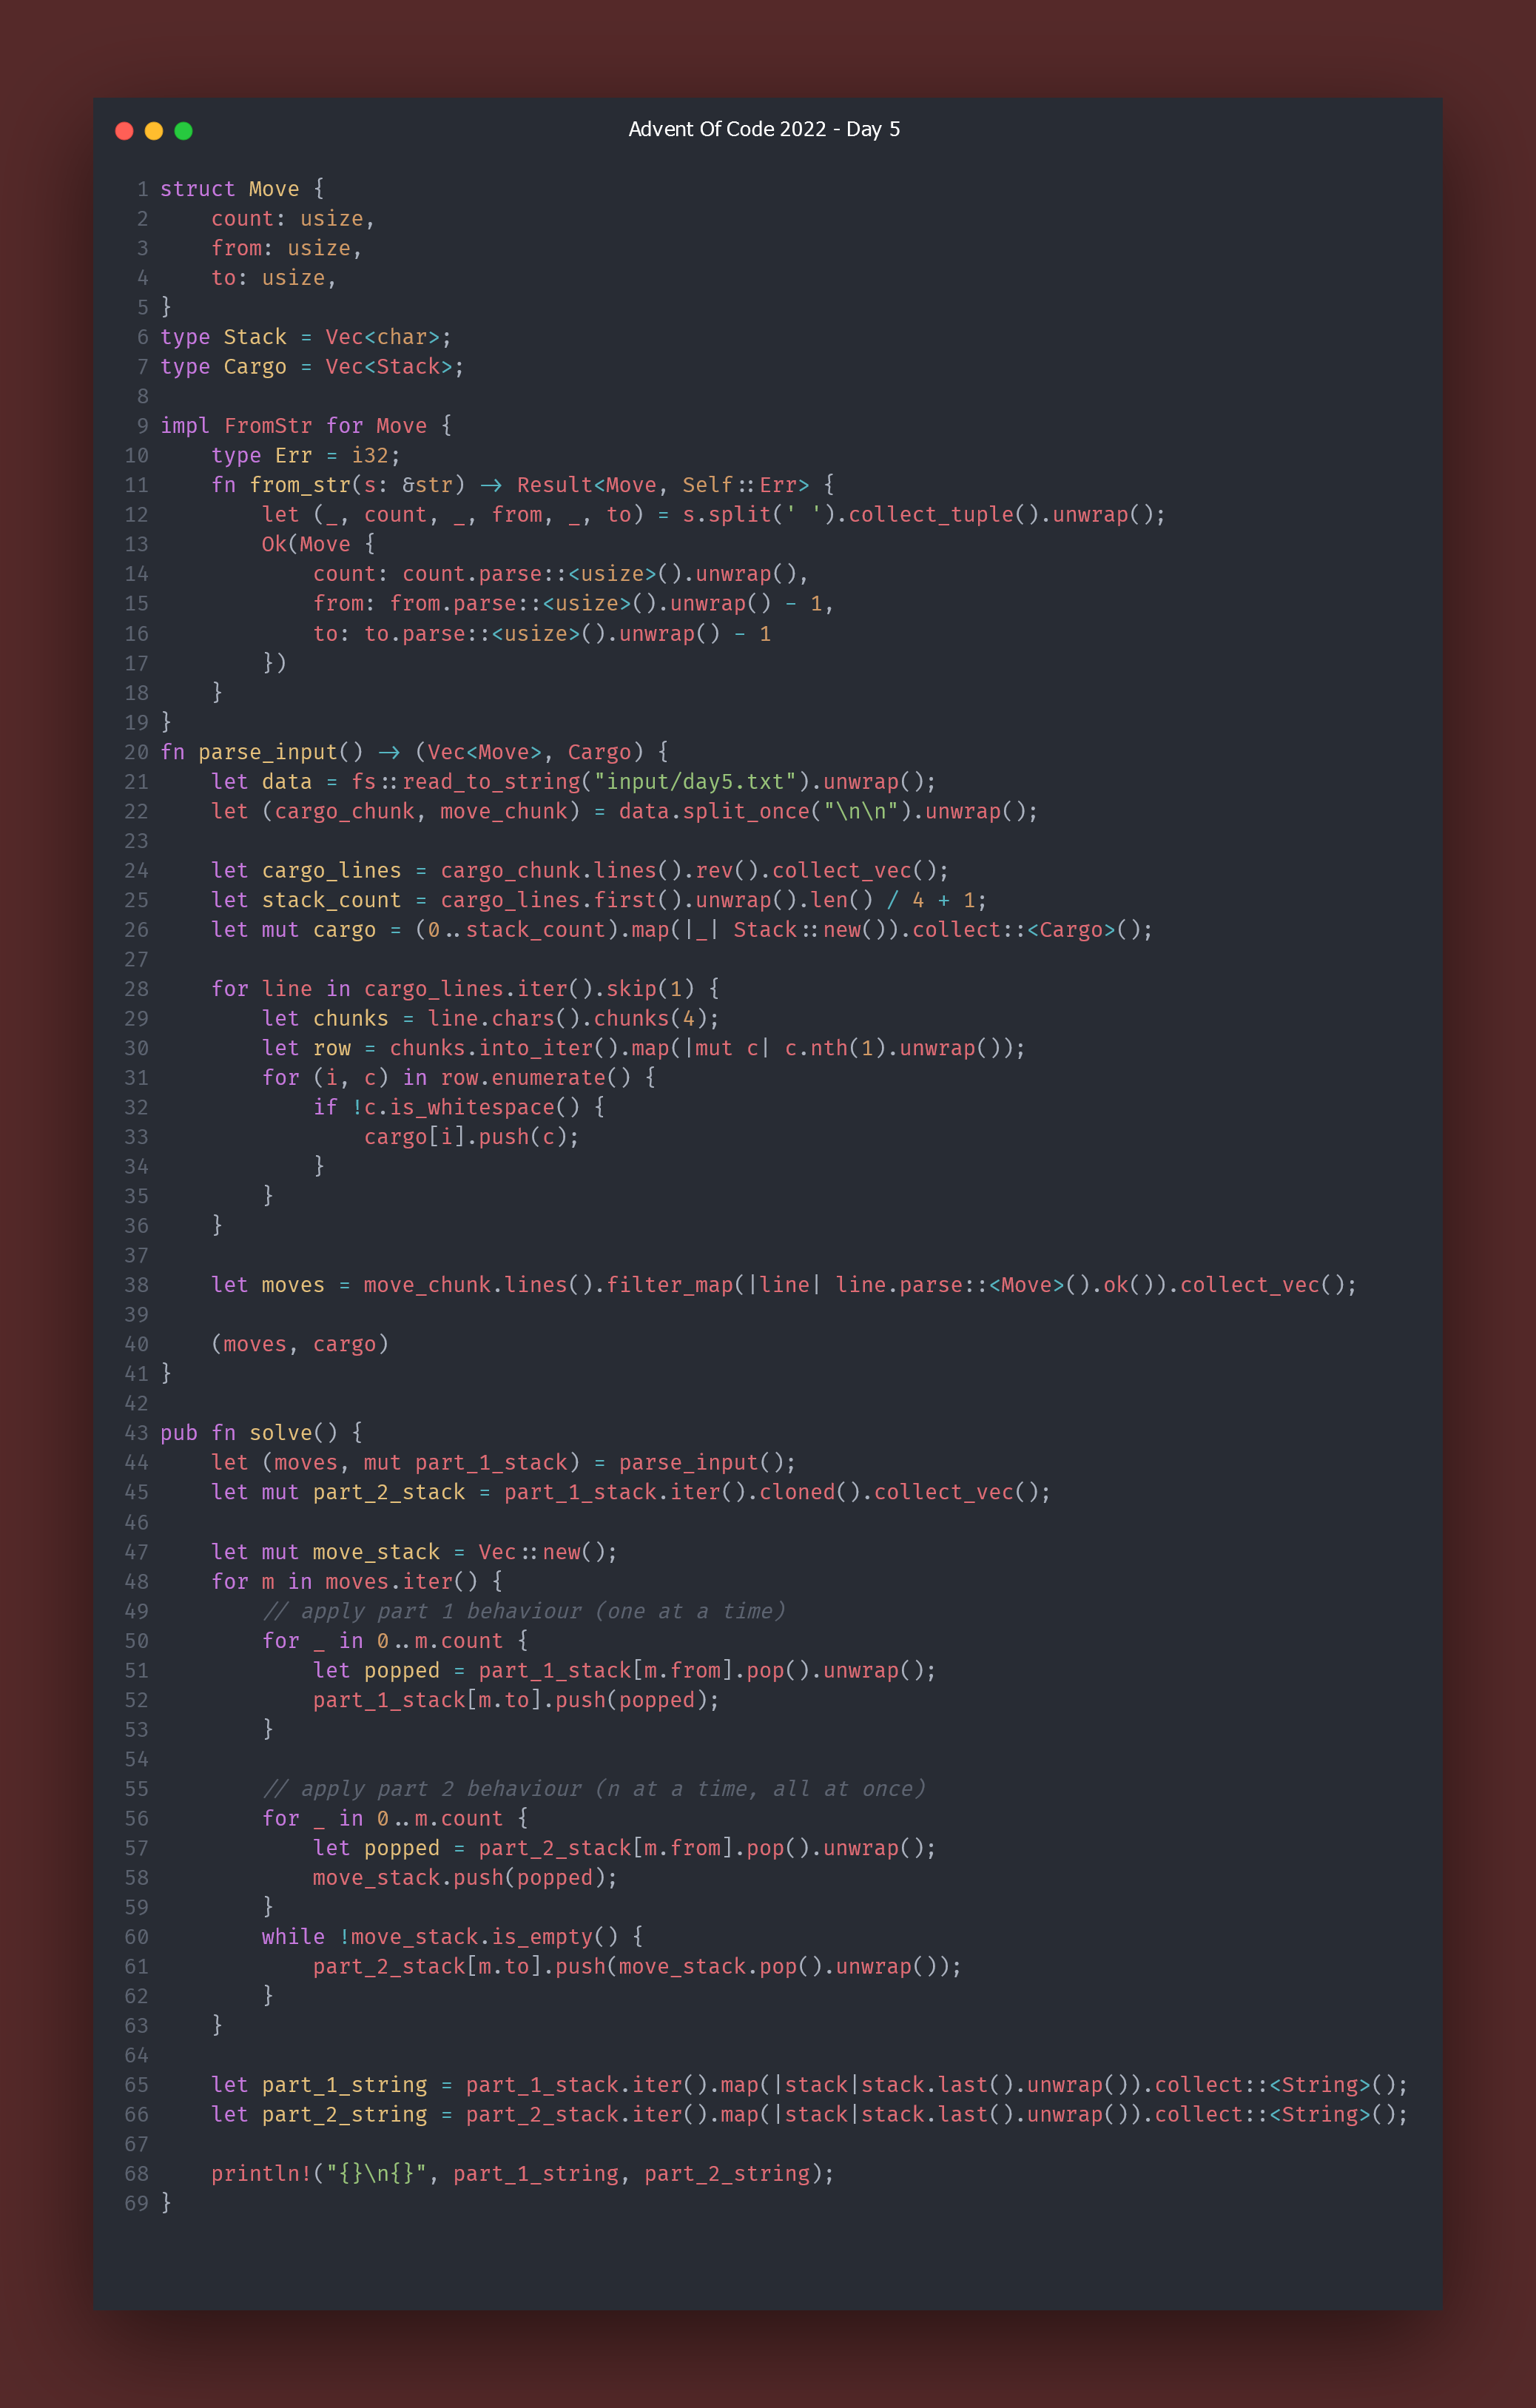 Advent Of Code 2022 - Day 5
1 struct Move {
2     count: usize,
3     from: usize,
4     to: usize,
5 }
6 type Stack = Vec<char>;
7 type Cargo = Vec<Stack>;
8
9 impl FromStr for Move {
10     type Err = i32;
11     fn from_str(s: &str) -> Result<Move, Self::Err> {
12         let (_, count, _, from, _, to) = s.split(' ').collect_tuple().unwrap();
13         Ok(Move {
14             count: count.parse::<usize>().unwrap(),
15             from: from.parse::<usize>().unwrap() - 1,
16             to: to.parse::<usize>().unwrap() - 1
17         })
18     }
19 }
20 fn parse_input() -> (Vec<Move>, Cargo) {
21     let data = fs::read_to_string("input/day5.txt").unwrap();
22     let (cargo_chunk, move_chunk) = data.split_once("\n\n").unwrap();
23
24     let cargo_lines = cargo_chunk.lines().rev().collect_vec();
25     let stack_count = cargo_lines.first().unwrap().len() / 4 + 1;
26     let mut cargo = (0..stack_count).map(|_| Stack::new()).collect::<Cargo>();
27
28     for line in cargo_lines.iter().skip(1) {
29         let chunks = line.chars().chunks(4);
30         let row = chunks.into_iter().map(|mut c| c.nth(1).unwrap());
31         for (i, c) in row.enumerate() {
32             if !c.is_whitespace() {
33                 cargo[i].push(c);
34             }
35         }
36     }
37
38     let moves = move_chunk.lines().filter_map(|line| line.parse::<Move>().ok()).collect_vec();
39
40     (moves, cargo)
41 }
42
43 pub fn solve() {
44     let (moves, mut part_1_stack) = parse_input();
45     let mut part_2_stack = part_1_stack.iter().cloned().collect_vec();
46
47     let mut move_stack = Vec::new();
48     for m in moves.iter() {
49         // apply part 1 behaviour (one at a time)
50         for _ in 0..m.count {
51             let popped = part_1_stack[m.from].pop().unwrap();
52             part_1_stack[m.to].push(popped);
53         }
54
55         // apply part 2 behaviour (n at a time, all at once)
56         for _ in 0..m.count {
57             let popped = part_2_stack[m.from].pop().unwrap();
58             move_stack.push(popped);
59         }
60         while !move_stack.is_empty() {
61             part_2_stack[m.to].push(move_stack.pop().unwrap());
62         }
63     }
64
65     let part_1_string = part_1_stack.iter().map(|stack|stack.last().unwrap()).collect::<String>();
66     let part_2_string = part_2_stack.iter().map(|stack|stack.last().unwrap()).collect::<String>();
67
68     println!("{}\n{}", part_1_string, part_2_string);
69 }